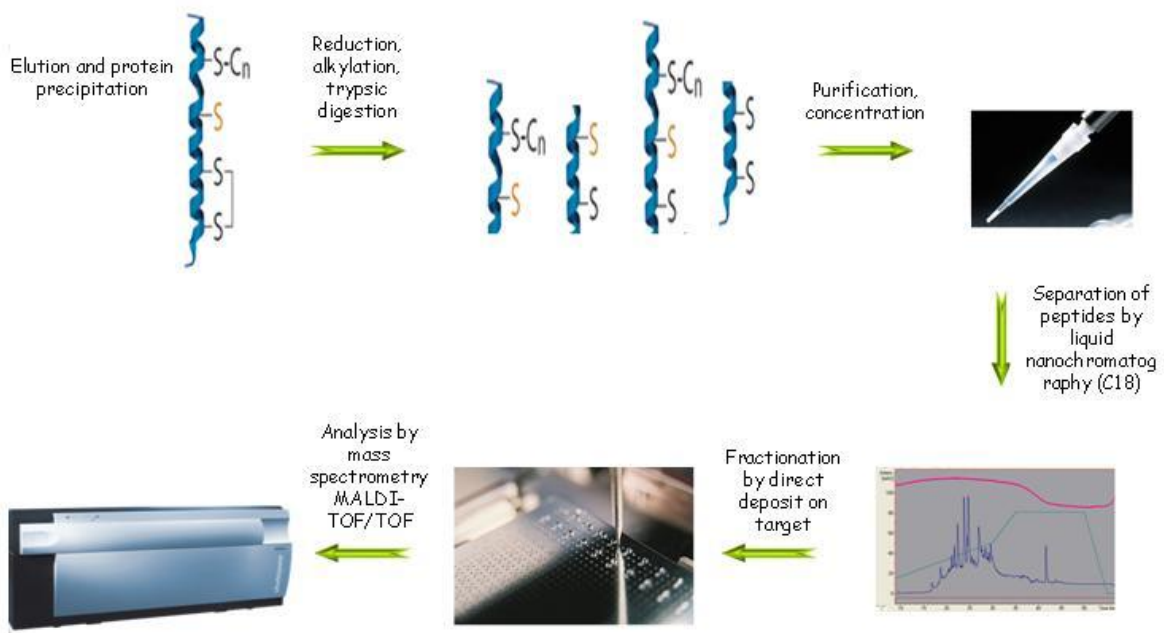 Elution and protein
precipitation
S-Cn
S
S
S
Reduction,
alkylation,
trypsic
digestion
S-Cn
S
S
S
S-Cn
S
S
S
S
Purification,
concentration
Separation of
peptides by
liquid
nanochromatog
raphy (C18)
Fractionation
by direct
deposit on
target
Analysis by
mass
spectrometry
MALDI-
TOF/TOF